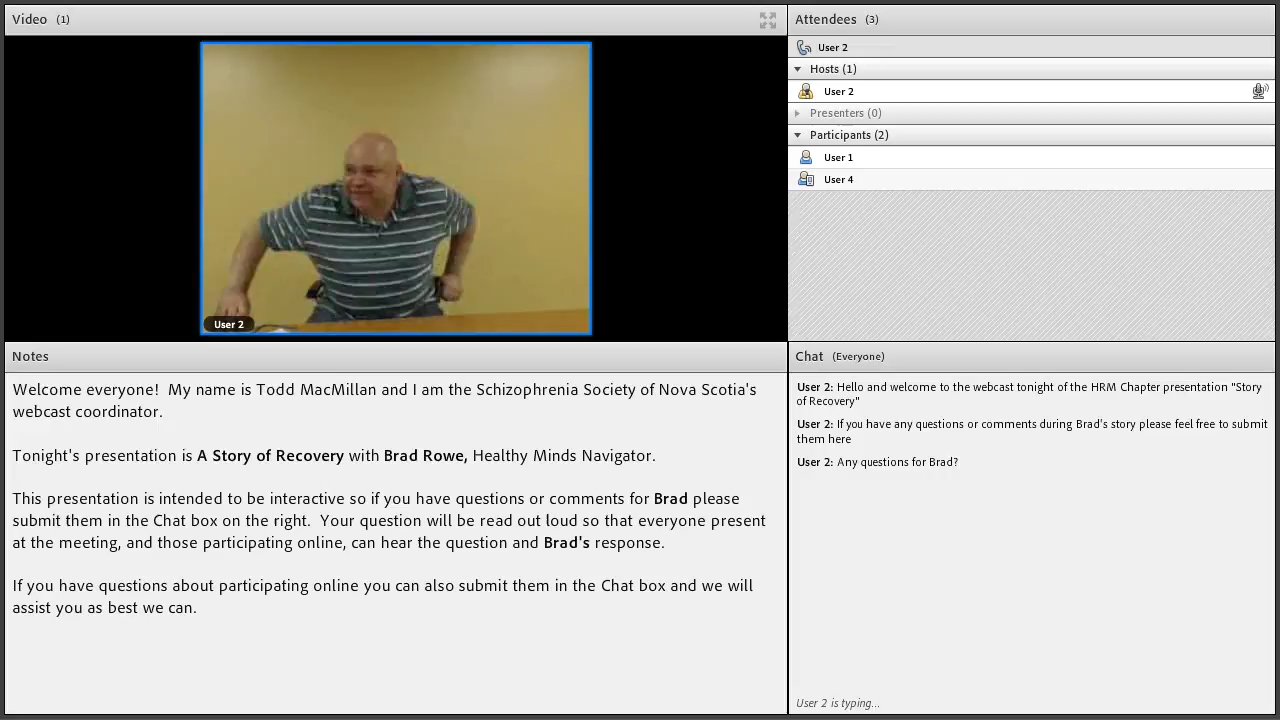 Video (1)
User 2
Attendees (3)
User 2
Hosts (1)
User 2
Presenters (0)
Participants (2)
User 1
User 4
Notes
Welcome everyone!  My name is Todd MacMillan and I am the Schizophrenia Society of Nova Scotia's
webcast coordinator.
Tonight's presentation is A Story of Recovery with Brad Rowe, Healthy Minds Navigator.
This presentation is intended to be interactive so if you have questions or comments for Brad please
submit them in the Chat box on the right.  Your question will be read out loud so that everyone present
at the meeting, and those participating online, can hear the question and Brad's response.
If you have questions about participating online you can also submit them in the Chat box and we will
assist you as best we can.
Chat (Everyone)
User 2: Hello and welcome to the webcast tonight of the HRM Chapter presentation "Story
of Recovery"
User 2: If you have any questions or comments during Brad's story please feel free to submit
them here
User 2: Any questions for Brad?
User 2 is typing...